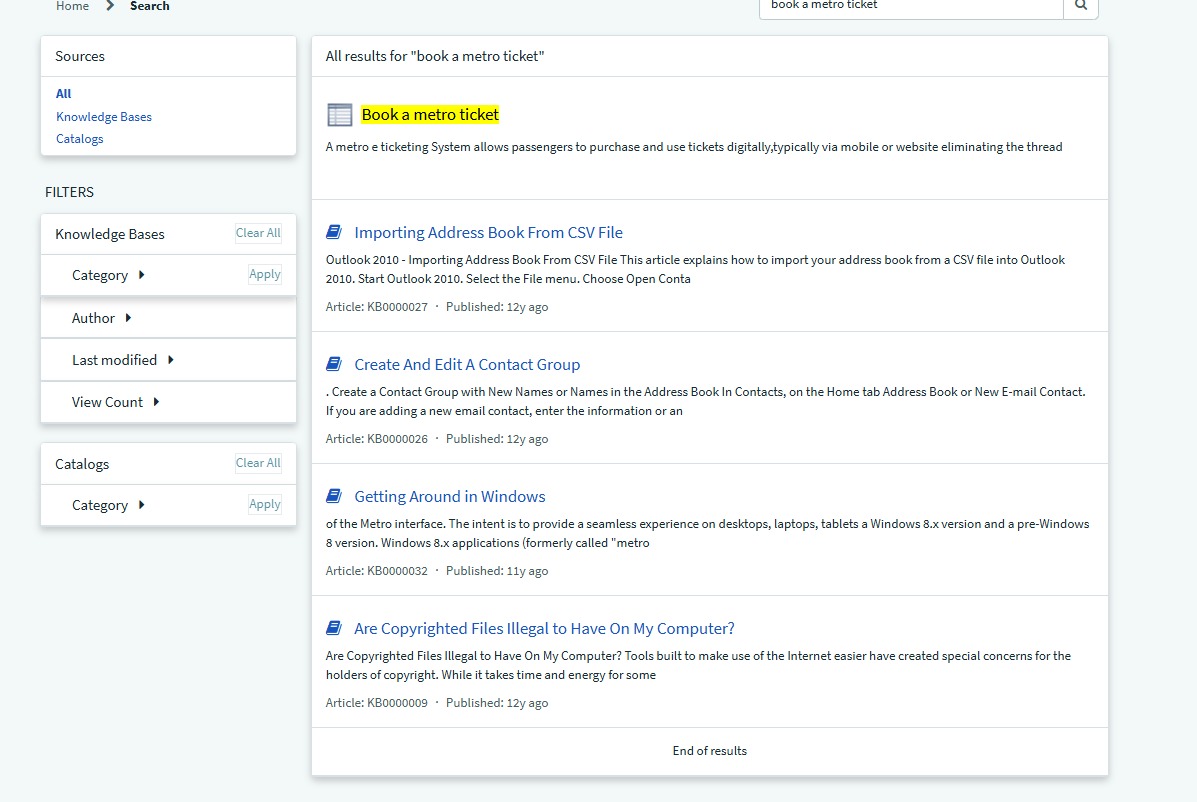 Home > Search
book a metro ticket
Sources
All
Knowledge Bases
Catalogs
FILTERS
Knowledge Bases Clear All
Category Apply
Author
Last modified
View Count
Catalogs Clear All
Category Apply
All results for "book a metro ticket"
Book a metro ticket
A metro e ticketing System allows passengers to purchase and use tickets digitally,typically via mobile or website eliminating the thread
Importing Address Book From CSV File
Outlook 2010 - Importing Address Book From CSV File This article explains how to import your address book from a CSV file into Outlook
2010. Start Outlook 2010. Select the File menu. Choose Open Conta
Article: KB0000027 · Published: 12y ago
Create And Edit A Contact Group
. Create a Contact Group with New Names or Names in the Address Book In Contacts, on the Home tab Address Book or New E-mail Contact.
If you are adding a new email contact, enter the information or an
Article: KB0000026 · Published: 12y ago
Getting Around in Windows
of the Metro interface. The intent is to provide a seamless experience on desktops, laptops, tablets a Windows 8.x version and a pre-Windows
8 version. Windows 8.x applications (formerly called "metro
Article: KB0000032 · Published: 11y ago
Are Copyrighted Files Illegal to Have On My Computer?
Are Copyrighted Files Illegal to Have On My Computer? Tools built to make use of the Internet easier have created special concerns for the
holders of copyright. While it takes time and energy for some
Article: KB0000009 · Published: 12y ago
End of results